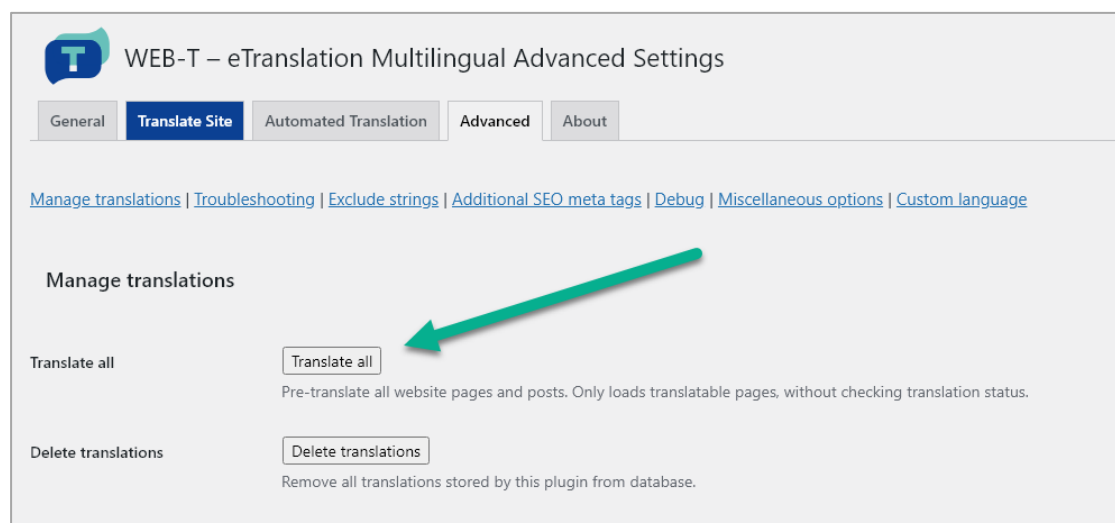 T
WEB-T – eTranslation Multilingual Advanced Settings
General Translate Site Automated Translation Advanced About
Manage translations | Troubleshooting | Exclude strings | Additional SEO meta tags | Debug | Miscellaneous options | Custom language
Manage translations
Translate all Translate all
Pre-translate all website pages and posts. Only loads translatable pages, without checking translation status.
Delete translations Delete translations
Remove all translations stored by this plugin from database.